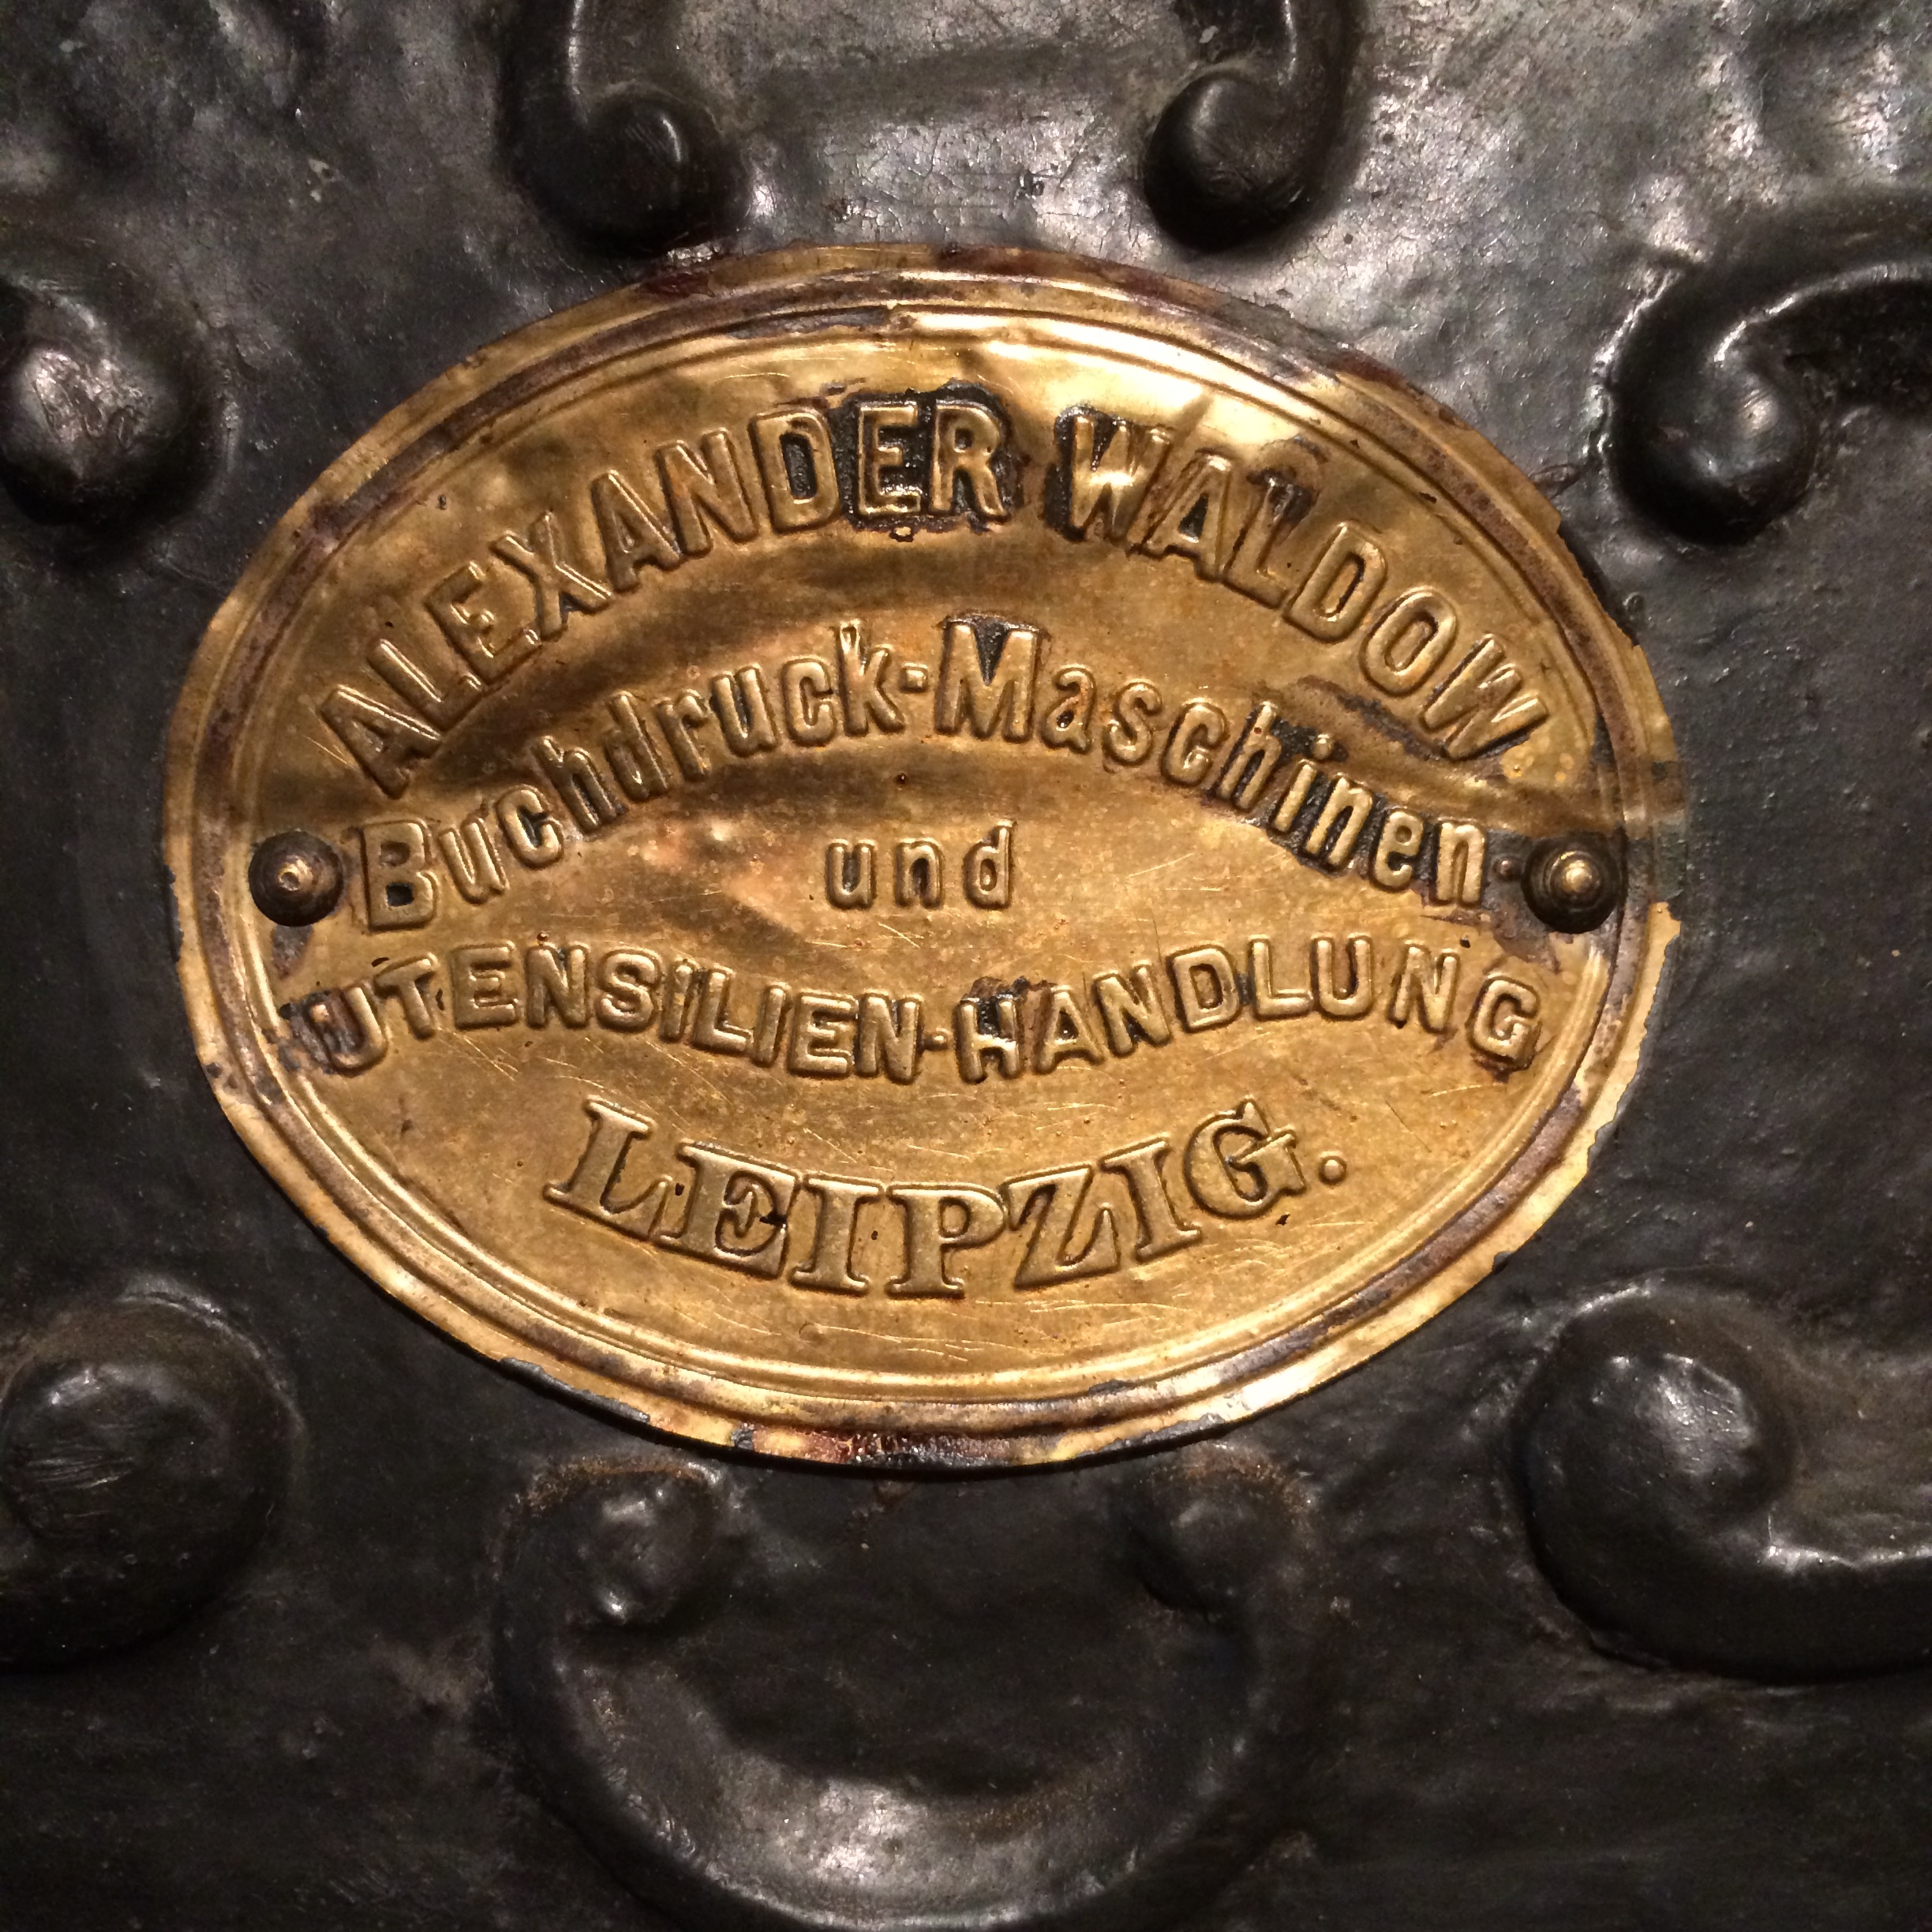 ALEXANDER WALDOW
Buchdruck-Maschinen-
und
UTENSILIEN-HANDLUNG
LEIPZIG.